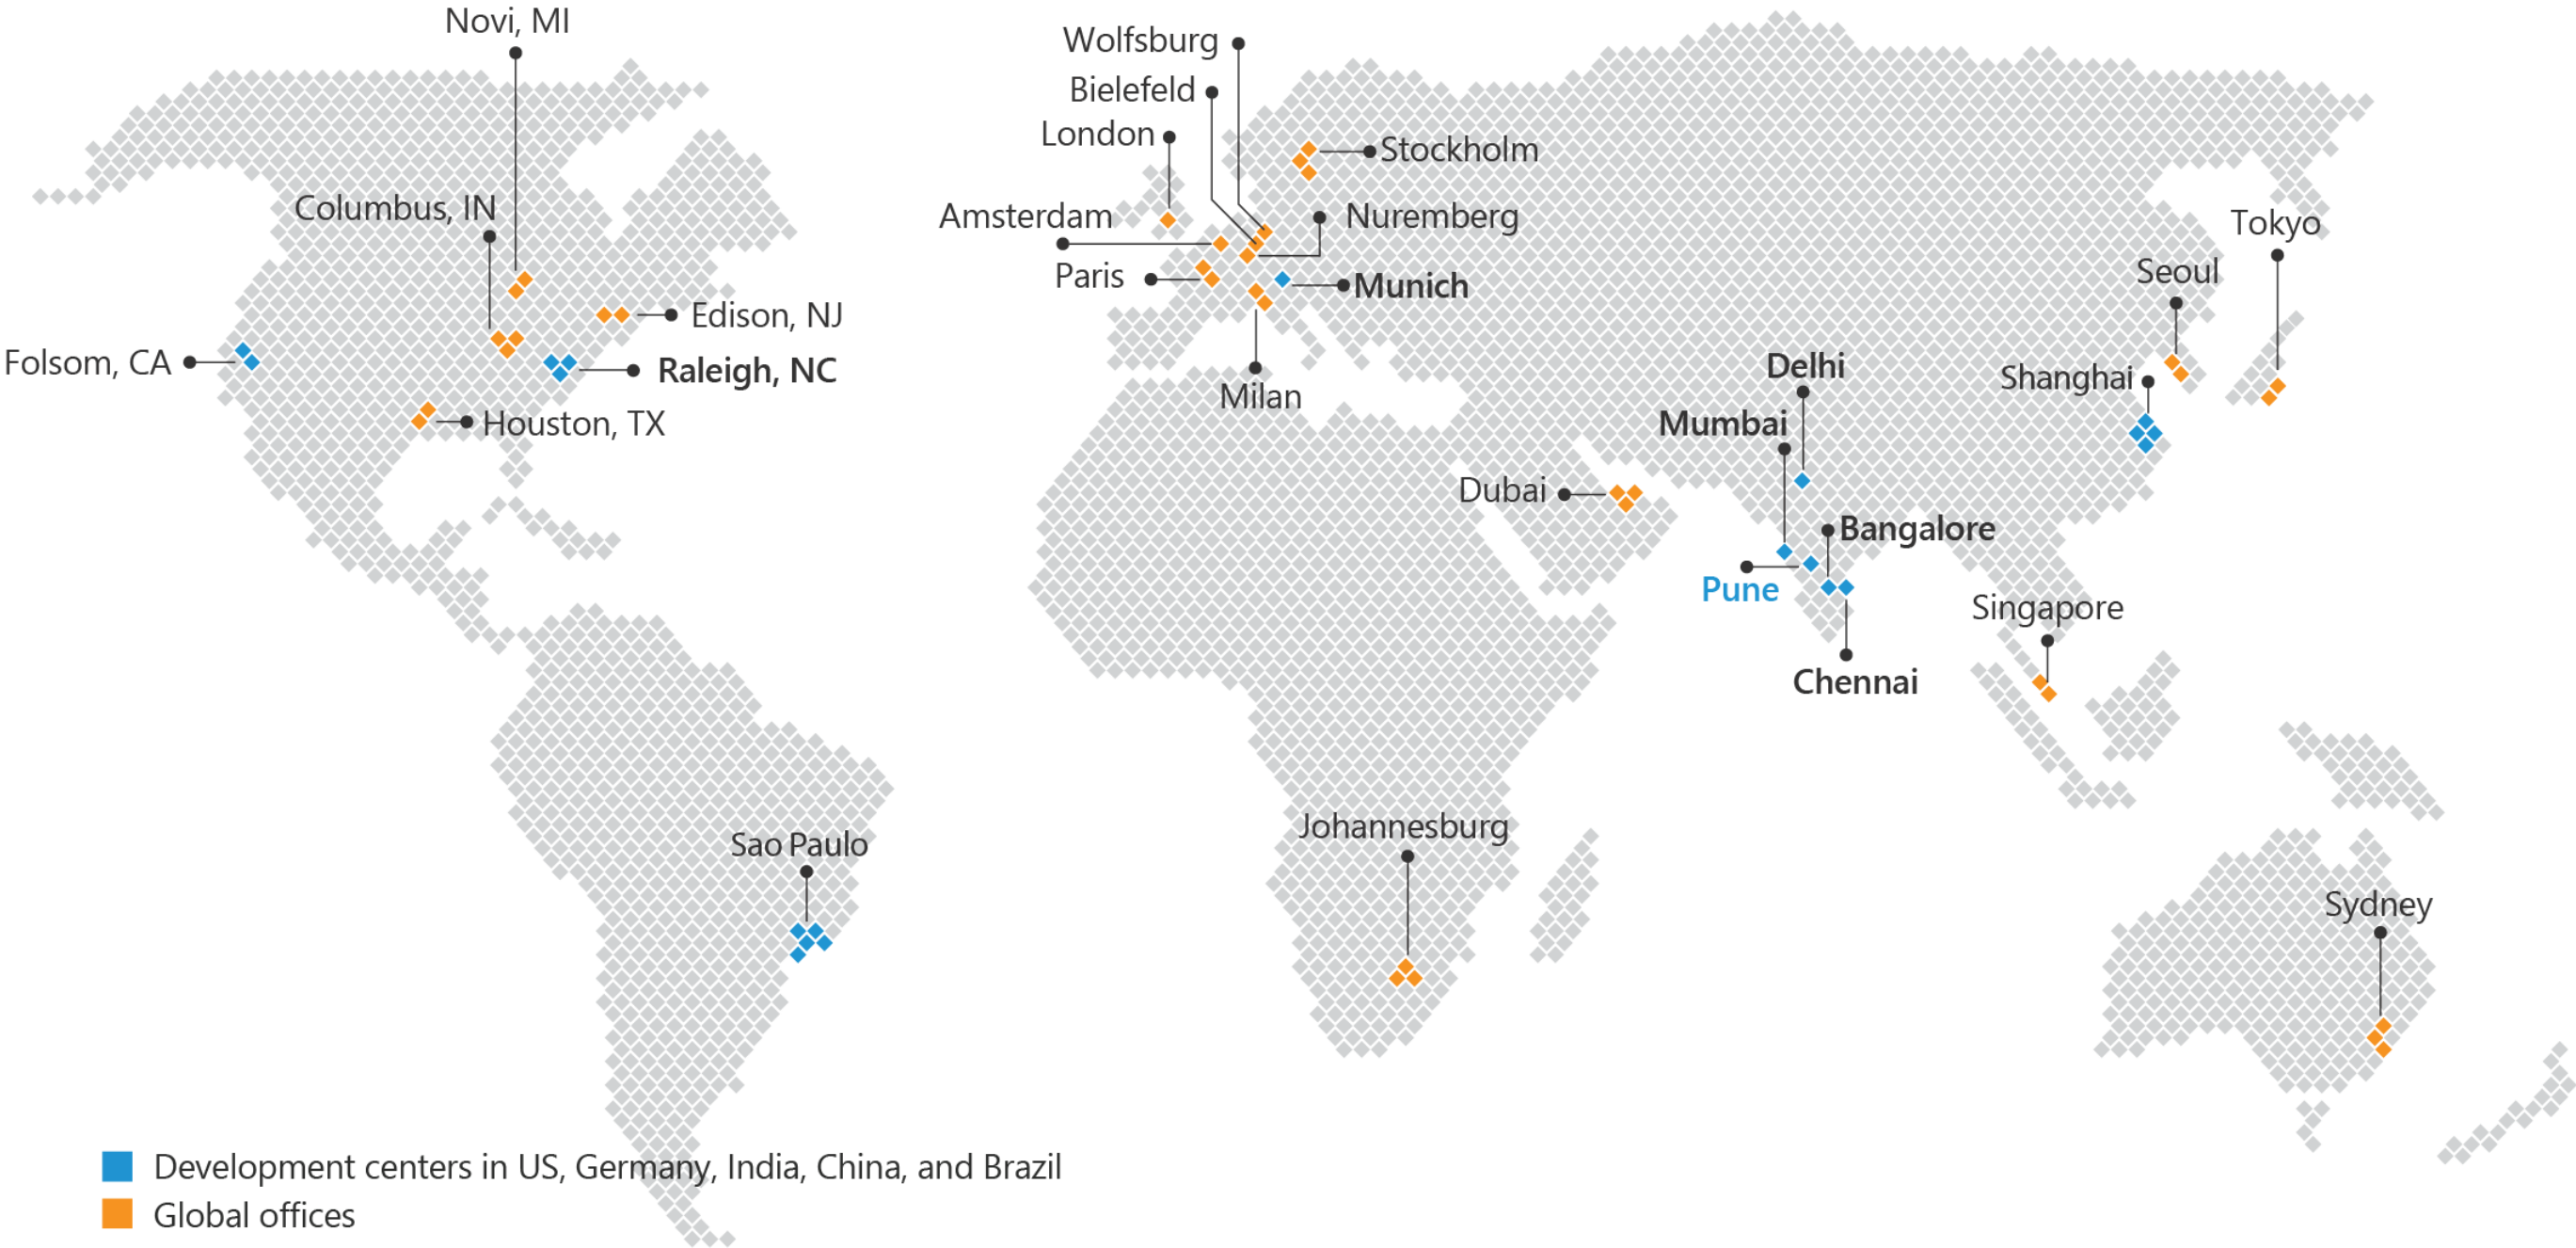 Novi, MI
Columbus, IN
Folsom, CA
Edison, NJ
Raleigh, NC
Houston, TX
Sao Paulo
Wolfsburg
Bielefeld
London
Stockholm
Amsterdam
Nuremberg
Paris
Munich
Milan
Dubai
Johannesburg
Delhi
Mumbai
Bangalore
Pune
Chennai
Tokyo
Seoul
Shanghai
Singapore
Sydney
Development centers in US, Germany, India, China, and Brazil
Global offices